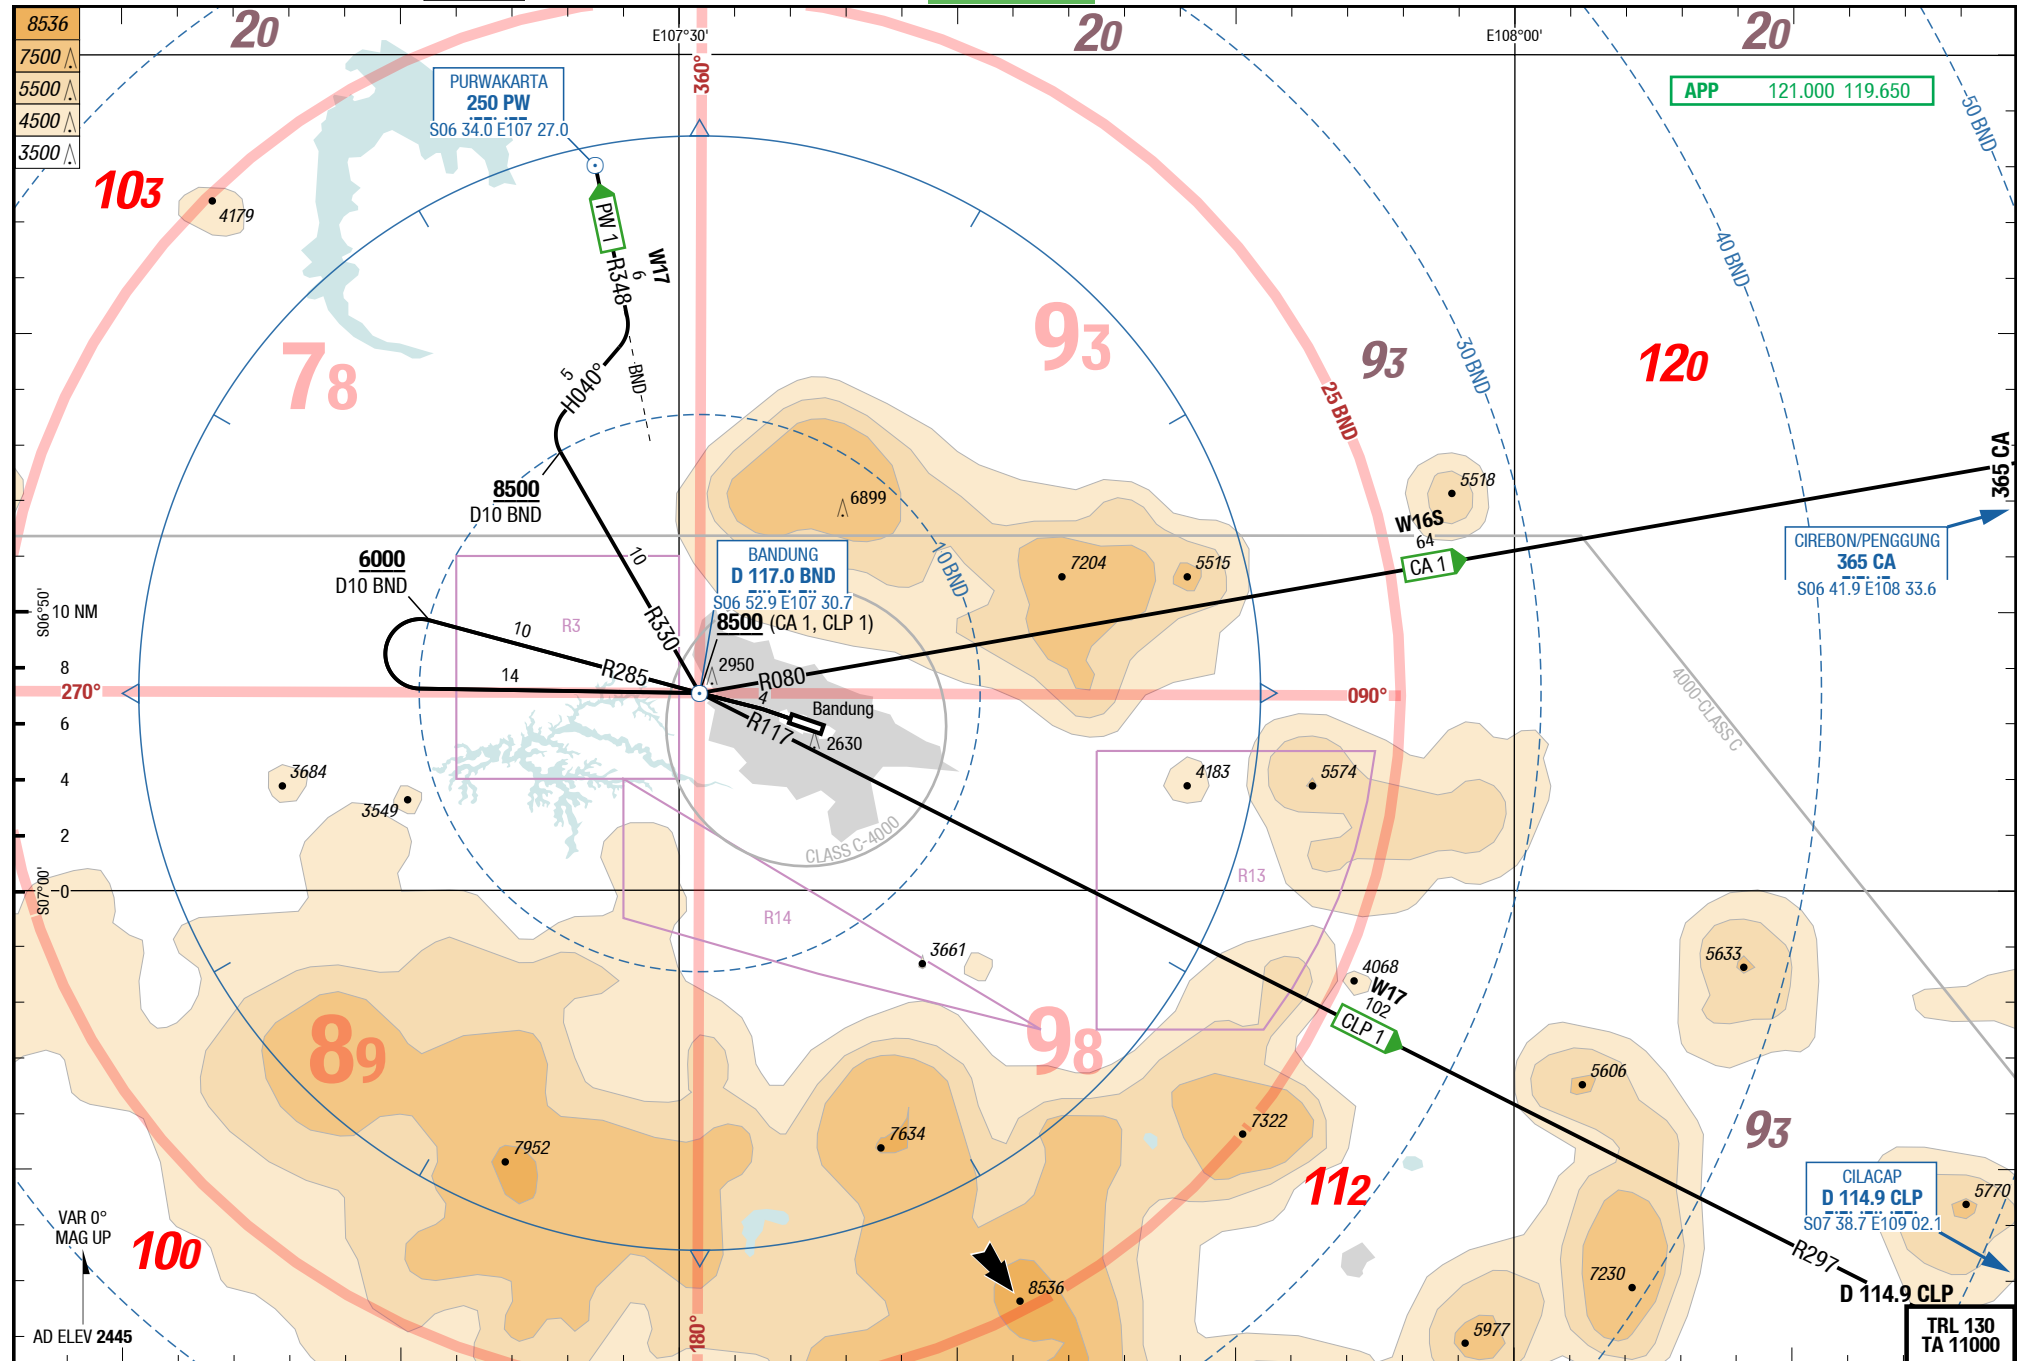 8536
7500
5500
4500
3500
20
20
20
E107°30'
E108°00'
360°
PURWAKARTA
250 PW
S06 34.0 E107 27.0
APP 121.000 119.650
50 BND
103
4179
PW 1
W17
6
R348
40 BND
78
93
93
120
30 BND
25 BND
BND
5
H040°
8500
D10 BND
6899
5518
365 CA
W16S
64
CA 1
CIREBON/PENGGUNG
365 CA
S06 41.9 E108 33.6
10
6000
D10 BND
BANDUNG
D 117.0 BND
S06 52.9 E107 30.7
8500 (CA 1, CLP 1)
10 BND
7204
5515
S06°50'
10 NM
8
6
4
2
0
R3
R330
10
14
R285
2950
R080
4
R117
Bandung
2630
270°
090°
4000-CLASS C
3684
3549
4183
5574
CLASS C-4000
S07°00'
R13
R14
3661
4068
W17
102
CLP 1
5633
89
98
5606
7952
7634
7322
93
112
CILACAP
D 114.9 CLP
S07 38.7 E109 02.1
5770
VAR 0°
MAG UP
100
8536
7230
R297
D 114.9 CLP
180°
5977
AD ELEV 2445
TRL 130
TA 11000